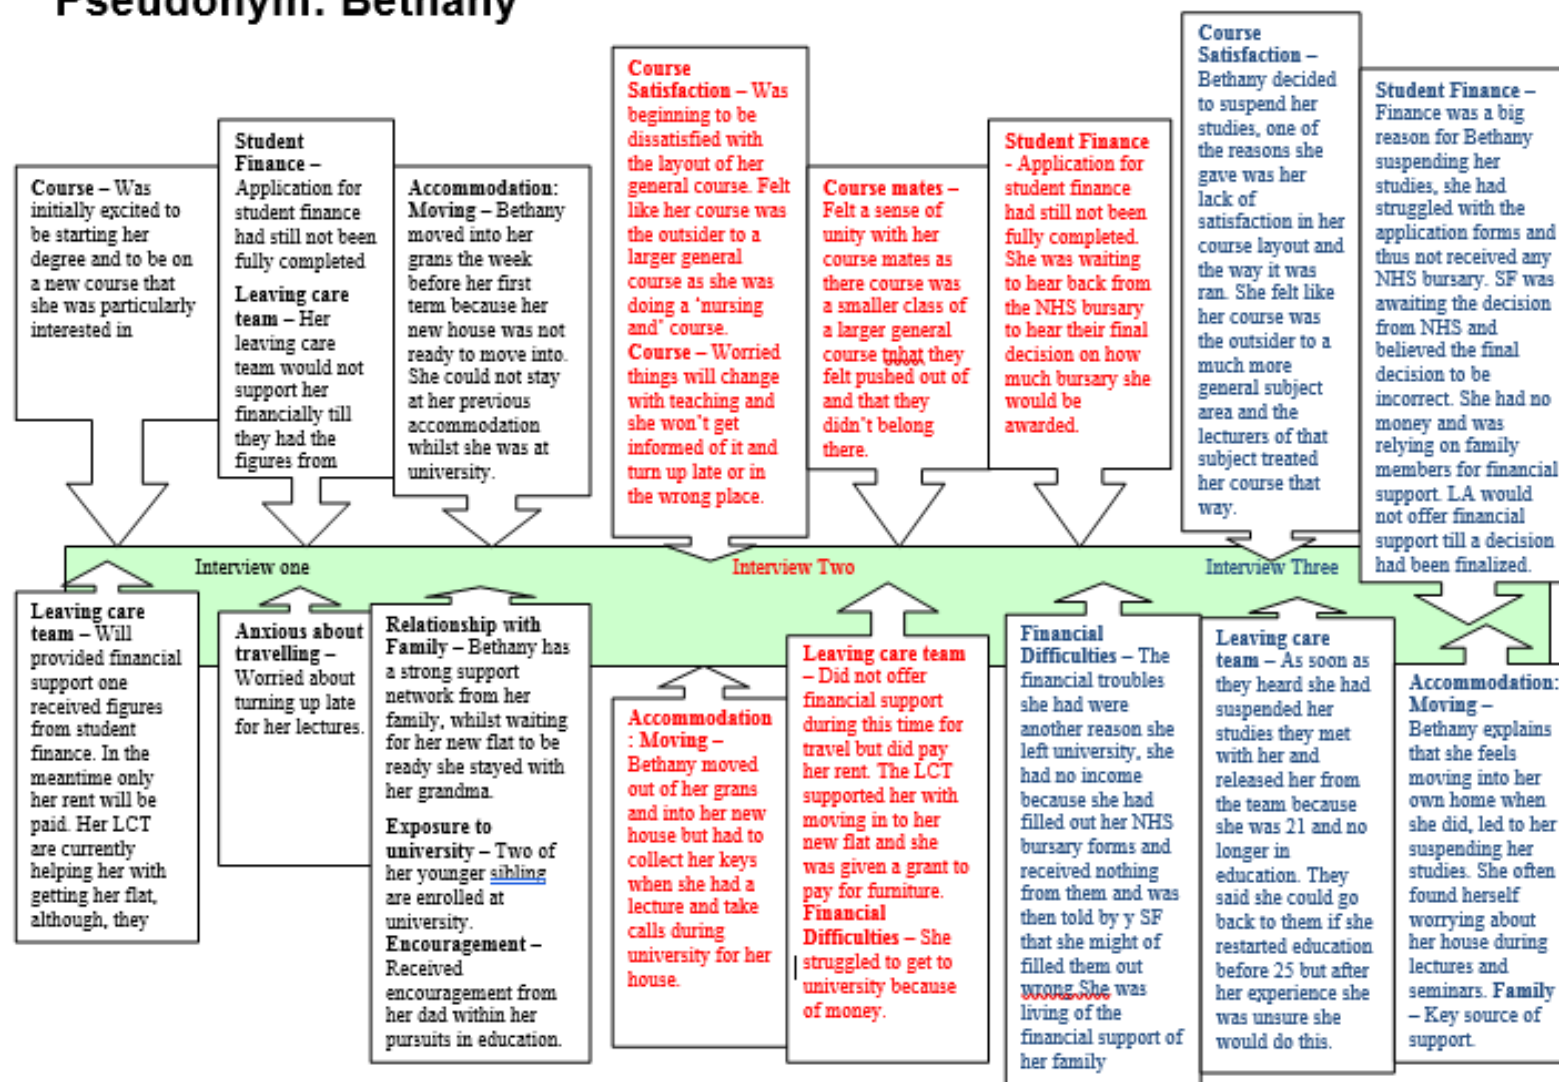 Pseudonym: Bethany
Course – Was
initially excited to
be starting her
degree and to be on
a new course that
she was particularly
interested in
Student
Finance –
Application for
student finance
had still not been
fully completed
Leaving care
team – Her
leaving care
team would not
support her
financially till
they had the
figures from
Accommodation:
Moving – Bethany
moved into her
grans the week
before her first
term because her
new house was not
ready to move into.
She could not stay
at her previous
accommodation
whilst she was at
university.
Course
Satisfaction – Was
beginning to be
dissatisfied with
the layout of her
general course. Felt
like her course was
the outsider to a
larger general
course as she was
doing a ‘nursing
and’ course.
Course – Worried
things will change
with teaching and
she won’t get
informed of it and
turn up late or in
the wrong place.
Course mates –
Felt a sense of
unity with her
course mates as
there course was
a smaller class of
a larger general
course tnhat they
felt pushed out of
and that they
didn’t belong
there.
Student Finance
- Application for
student finance
had still not been
fully completed.
She was waiting
to hear back from
the NHS bursary
to hear their final
decision on how
much bursary she
would be
awarded.
Course
Satisfaction –
Bethany decided
to suspend her
studies, one of
the reasons she
gave was her
lack of
satisfaction in her
course layout and
the way it was
ran. She felt like
her course was
the outsider to a
much more
general subject
area and the
lecturers of that
subject treated
her course that
way.
Student Finance –
Finance was a big
reason for Bethany
suspending her
studies, she had
struggled with the
application forms and
thus not received any
NHS bursary. SF was
awaiting the decision
from NHS and
believed the final
decision to be
incorrect. She had no
money and was
relying on family
members for financial
support. LA would
not offer financial
support till a decision
had been finalized.
Interview one
Interview Two
Interview Three
Leaving care
team – Will
provided financial
support one
received figures
from student
finance. In the
meantime only
her rent will be
paid. Her LCT
are currently
helping her with
getting her flat,
although, they
Anxious about
travelling –
Worried about
turning up late
for her lectures.
Relationship with
Family – Bethany has
a strong support
network from her
family, whilst waiting
for her new flat to be
ready she stayed with
her grandma.
Exposure to
university – Two of
her younger sibling
are enrolled at
university.
Encouragement –
Received
encouragement from
her dad within her
pursuits in education.
Accommodation
: Moving –
Bethany moved
out of her grans
and into her new
house but had to
collect her keys
when she had a
lecture and take
calls during
university for her
house.
Leaving care team
– Did not offer
financial support
during this time for
travel but did pay
her rent. The LCT
supported her with
moving in to her
new flat and she
was given a grant to
pay for furniture.
Financial
Difficulties – She
struggled to get to
university because
of money.
Financial
Difficulties – The
financial troubles
she had were
another reason she
left university, she
had no income
because she had
filled out her NHS
bursary forms and
received nothing
from them and was
then told by y SF
that she might of
filled them out
wrong.She was
living of the
financial support of
her family
Leaving care
team – As soon as
they heard she had
suspended her
studies they met
with her and
released her from
the team because
she was 21 and no
longer in
education. They
said she could go
back to them if she
restarted education
before 25 but after
her experience she
was unsure she
would do this.
Accommodation:
Moving –
Bethany explains
that she feels
moving into her
own home when
she did, led to her
suspending her
studies. She often
found herself
worrying about
her house during
lectures and
seminars. Family
– Key source of
support.